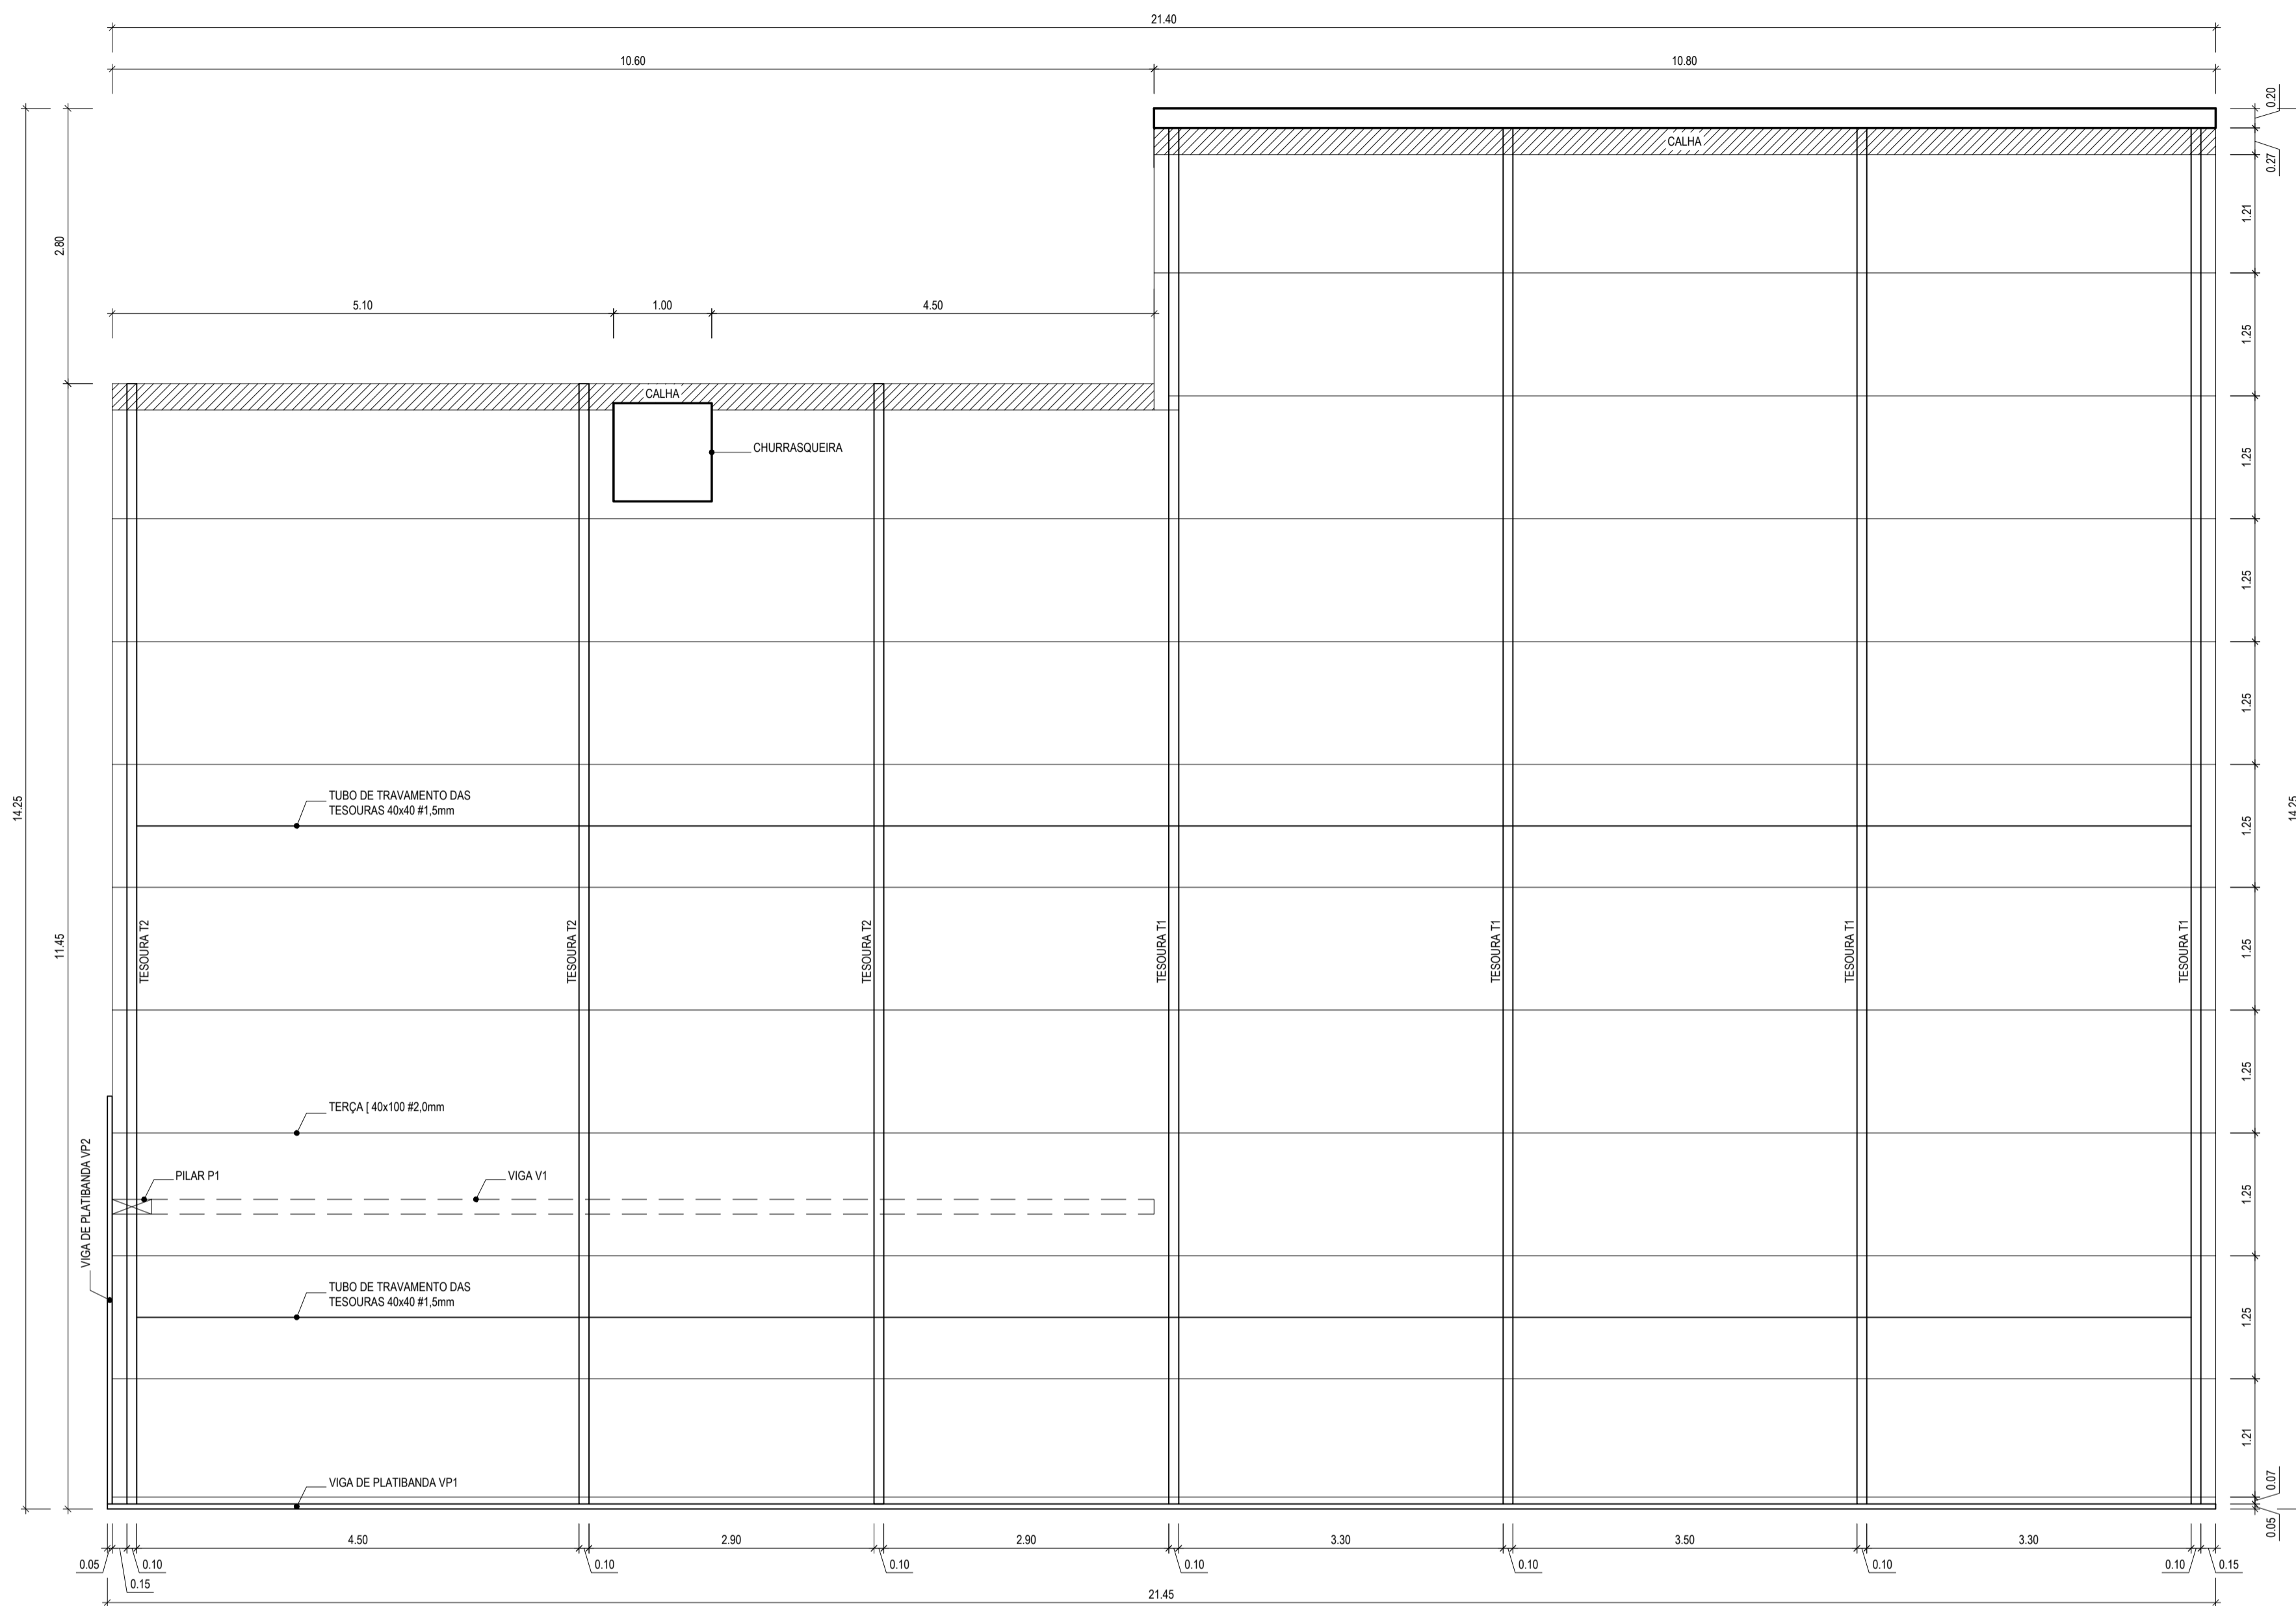 21.40
10.60
10.80
0.20
CALHA
0.27
1.21
2.80
5.10
1.00
4.50
1.25
CALHA
CHURRASQUEIRA
1.25
1.25
1.25
TUBO DE TRAVAMENTO DAS
TESOURAS 40x40 #1,5mm
14.25
1.25
14.25
11.45
TESOURA T2
TESOURA T2
TESOURA T2
TESOURA T1
TESOURA T1
TESOURA T1
TESOURA T1
1.25
1.25
TERÇA [ 40x100 #2,0mm
VIGA DE PLATIBANDA VP2
PILAR P1
VIGA V1
1.25
TUBO DE TRAVAMENTO DAS
TESOURAS 40x40 #1,5mm
1.25
1.21
VIGA DE PLATIBANDA VP1
0.07
0.05
4.50
2.90
2.90
3.30
3.50
3.30
0.05
0.10
0.10
0.10
0.10
0.10
0.10
0.10
0.15
0.15
21.45